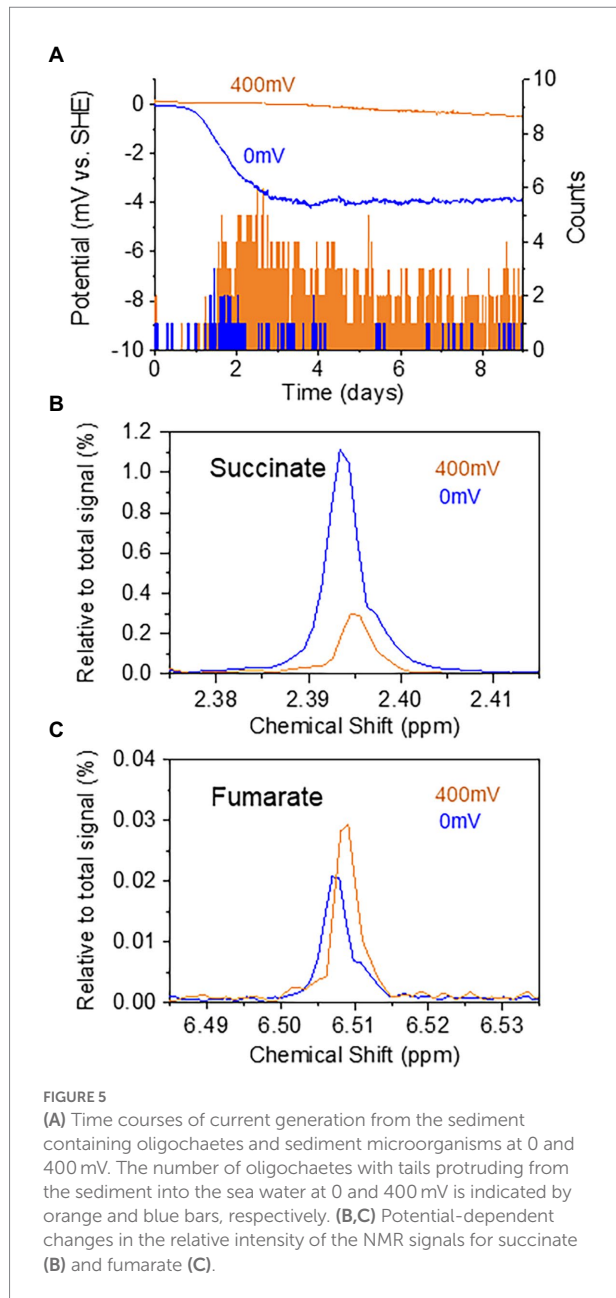 A
400mV
0mV
Potential (mV vs. SHE)
0
-2
-4
-6
-8
-10
10
8
6
4
2
0
Counts
0 2 4 6 8
Time (days)
B
Succinate
400mV
0mV
Relative to total signal (%)
1.2
1.0
0.8
0.6
0.4
0.2
0.0
2.38 2.39 2.40 2.41
Chemical Shift (ppm)
C
Fumarate
400mV
0mV
Relative to total signal (%)
0.04
0.03
0.02
0.01
0.00
6.49 6.50 6.51 6.52 6.53
Chemical Shift (ppm)
FIGURE 5
(A) Time courses of current generation from the sediment
containing oligochaetes and sediment microorganisms at 0 and
400 mV. The number of oligochaetes with tails protruding from
the sediment into the sea water at 0 and 400 mV is indicated by
orange and blue bars, respectively. (B,C) Potential-dependent
changes in the relative intensity of the NMR signals for succinate
(B) and fumarate (C).